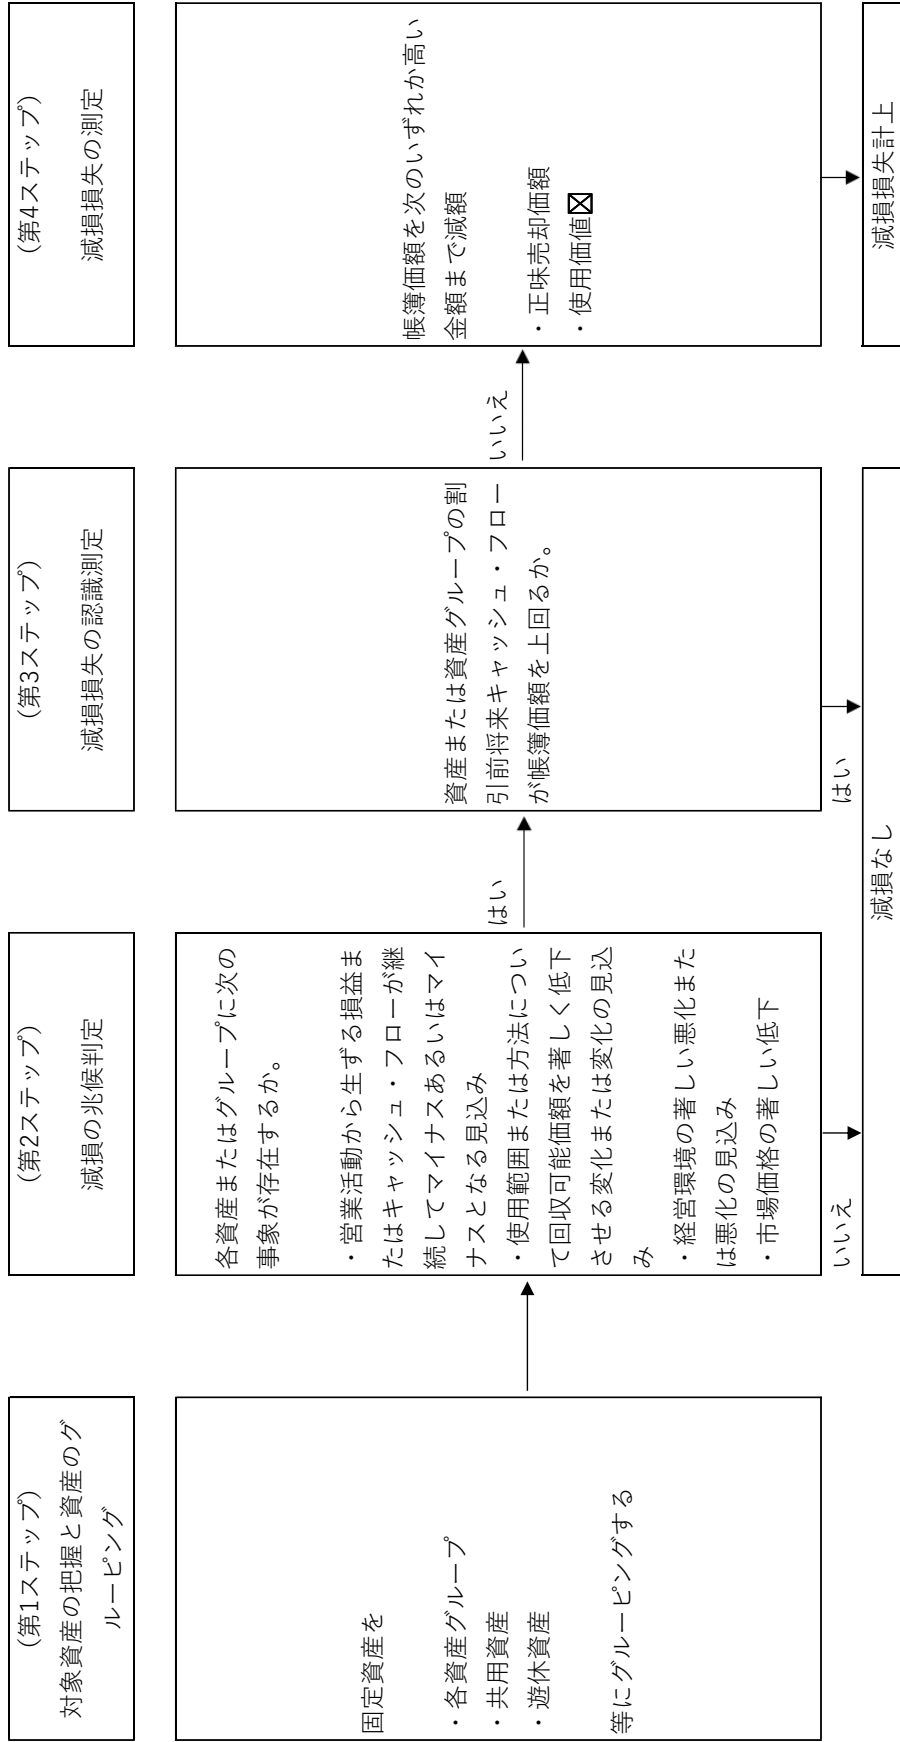 (第1ステップ)
対象資産の把握と資産のグ
ルーピング
固定資産を
・各資産グループ
・共用資産
・遊休資産
等にグルーピングする
(第2ステップ)
減損の兆候判定
各資産またはグループに次の
事象が存在するか。
・営業活動から生ずる損益ま
たはキャッシュ・フローが継
続してマイナスあるいはマイ
ナスとなる見込み
・使用範囲または方法につい
て回収可能価額を著しく低下
させる変化または変化の見込
み
・経営環境の著しい悪化また
は悪化の見込み
・市場価格の著しい低下
はい
いいえ
(第3ステップ)
減損損失の認識測定
資産または資産グループの割
引前将来キャッシュ・フロー
が帳簿価額を上回るか。
いいえ
はい
減損なし
(第4ステップ)
減損損失の測定
帳簿価額を次のいずれか高い
金額まで減額
・正味売却価額
・使用価値
減損損失計上